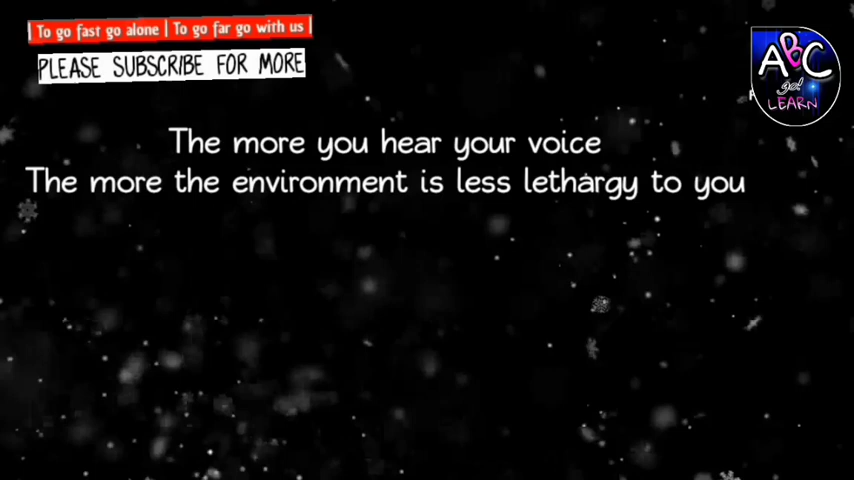 | To go fast go alone | To go far go with us |
PLEASE SUBSCRIBE FOR MORE
ABC
go!
LEARN
The more you hear your voice
The more the environment is less lethargy to you